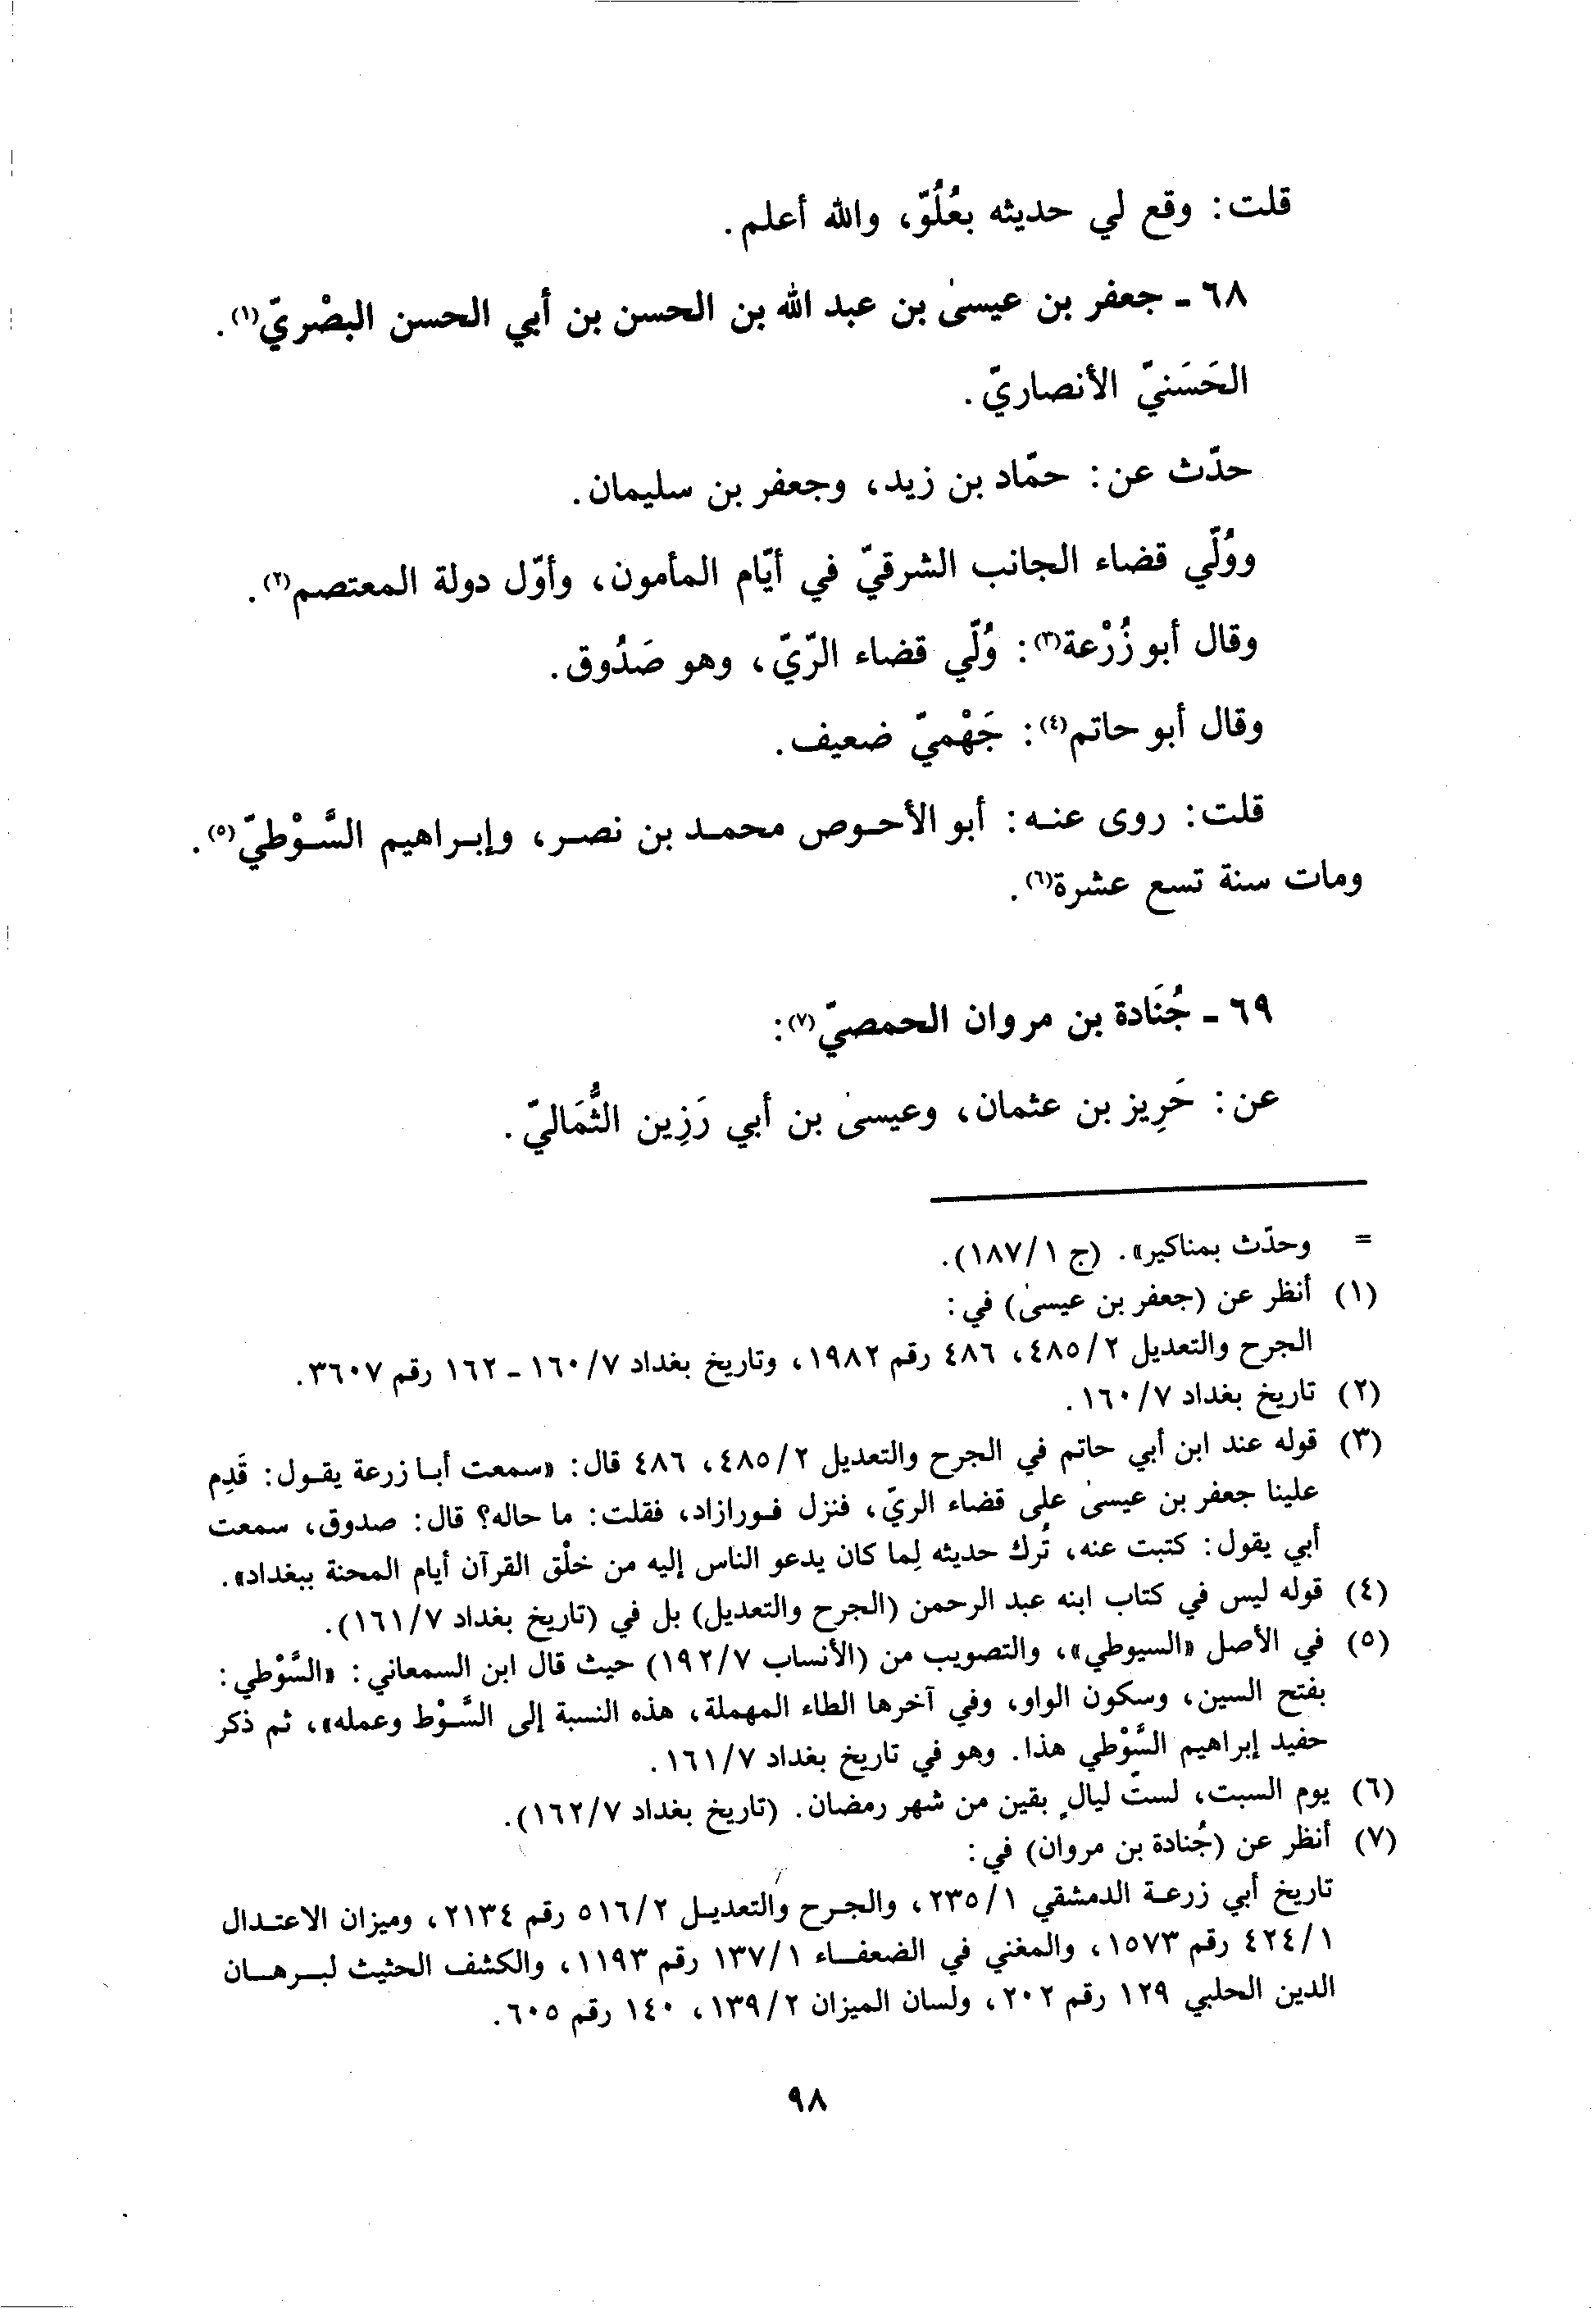 قلت: وقع لي حديثه بعُلُوّ، والله أعلم.
٦٨ - جعفر بن عيسىٰ بن عبد الله بن الحسن بن أبي الحسن البصْريّ(١).
الحَسَنيّ الأنصاريّ.
حدّث عن: حمّاد بن زيد، وجعفر بن سليمان.
ووُلّي قضاء الجانب الشرقيّ في أيّام المأمون، وأوّل دولة المعتصم(٢).
وقال أبو زُرْعة(٣): وُلّي قضاء الرّيّ، وهو صَدُوق.
وقال أبو حاتم(٤): جَهْميّ ضعيف.
قلت: روى عنه: أبو الأحوص محمد بن نصر، وإبراهيم السَّوْطيّ(٥).
ومات سنة تسع عشرة(٦).
٦٩ - جُنَادة بن مروان الحمصيّ(٧):
عن: حَرِيز بن عثمان، وعيسىٰ بن أبي رَزِين الثُّمَاليّ.
= وحدّث بمناكير». (ج ١/١٨٧).
(١) أنظر عن (جعفر بن عيسىٰ) في:
الجرح والتعديل ٢/٤٨٥، ٤٨٦ رقم ١٩٨٢، وتاريخ بغداد ٧/١٦٠ - ١٦٢ رقم ٣٦٠٧.
(٢) تاريخ بغداد ٧/١٦٠.
(٣) قوله عند ابن أبي حاتم في الجرح والتعديل ٢/٤٨٥، ٤٨٦ قال: «سمعت أبا زرعة يقول: قَدِم
علينا جعفر بن عيسىٰ على قضاء الريّ، فنزل فورازاد، فقلت: ما حاله؟ قال: صدوق، سمعت
أبي يقول: كتبت عنه، تُرك حديثه لِما كان يدعو الناس إليه من خلْق القرآن أيام المحنة ببغداد».
(٤) قوله ليس في كتاب ابنه عبد الرحمن (الجرح والتعديل) بل في (تاريخ بغداد ٧/١٦١).
(٥) في الأصل «السيوطي»، والتصويب من (الأنساب ٧/١٩٢) حيث قال ابن السمعاني: «السَّوْطي:
بفتح السين، وسكون الواو، وفي آخرها الطاء المهملة، هذه النسبة إلى السَّوْط وعمله»، ثم ذكر
حفيد إبراهيم السَّوْطي هذا. وهو في تاريخ بغداد ٧/١٦١.
(٦) يوم السبت، لستّ ليالٍ بقين من شهر رمضان. (تاريخ بغداد ٧/١٦٢).
(٧) أنظر عن (جُنادة بن مروان) في:
تاريخ أبي زرعة الدمشقي ١/٢٣٥، والجرح والتعديل ٢/٥١٦ رقم ٢١٣٤، وميزان الاعتدال
١/٤٢٤ رقم ١٥٧٣، والمغني في الضعفاء ١/١٣٧ رقم ١١٩٣، والكشف الحثيث لبرهان
الدين الحلبي ١٢٩ رقم ٢٠٢، ولسان الميزان ٢/١٣٩، ١٤٠ رقم ٦٠٥.
٩٨